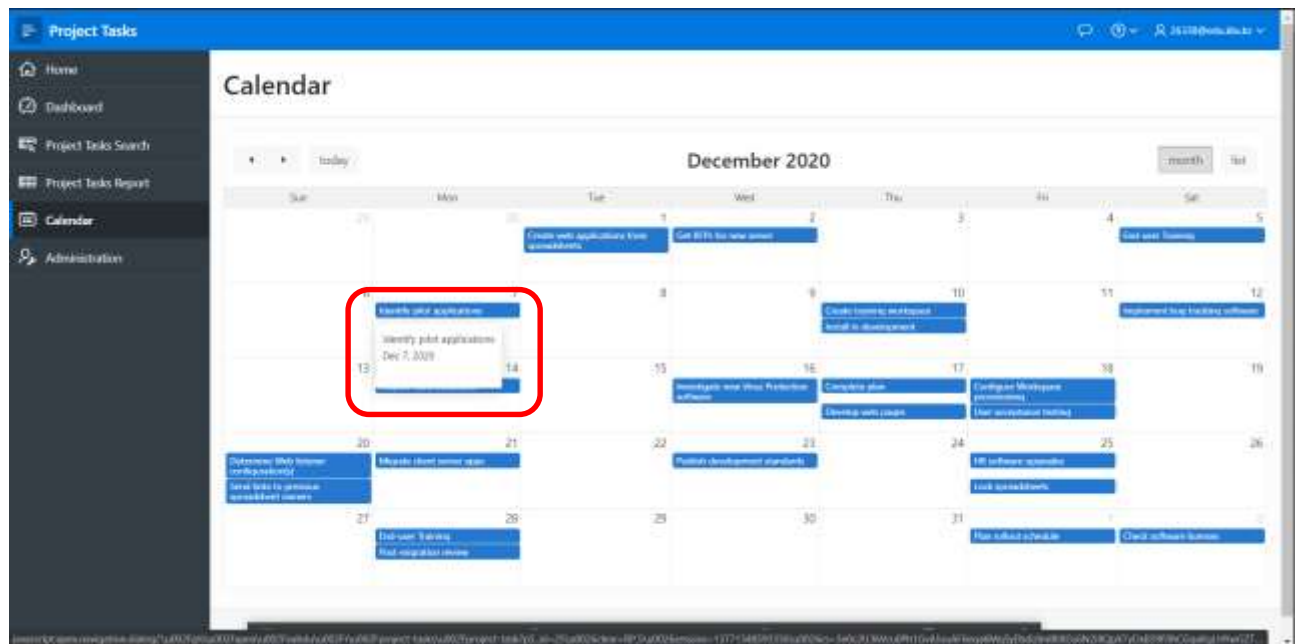 Project Tasks
Home
Calendar
Dashboard
Project Tasks Search
today
December 2020
month
list
Project Tasks Report
Sun
Mon
Tue
Wed
Thu
Fri
Sat
Calendar
29
30
1
2
3
4
5
Create web applications from
spreadsheets
Get RFPs for new server
End-user Training
Administration
6
7
8
9
10
11
12
Identify pilot applications
Create training workspace
Install in development
Implement bug tracking software
Identify pilot applications
Dec 7, 2020
13
14
15
16
17
18
19
Investigate new Virus Protection
software
Complete plan
Configure Workspace
provisioning
Develop web pages
User acceptance testing
20
21
22
23
24
25
26
Determine Web listener
configuration(s)
Migrate client server apps
Publish development standards
HR software upgrades
Send links to previous
spreadsheet owners
Lock spreadsheets
27
28
29
30
31
End-user Training
Post-migration review
Plan rollout schedule
Check software licenses